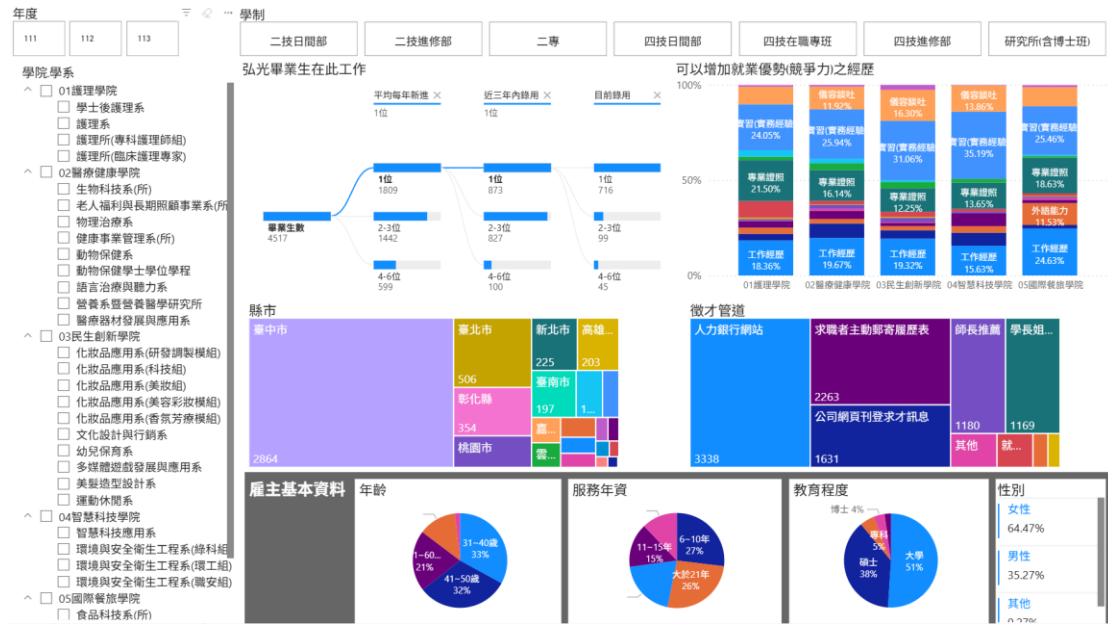 年度
111
112
113
學院,學系
01護理學院
學士後護理系
護理系
護理所(專科護理師組)
護理所(臨床護理專家)
02醫療健康學院
生物科技系(所)
老人福利與長期照顧事業系(所
物理治療系
健康事業管理系(所)
動物保健系
動物保健學士學位學程
語言治療與聽力系
營養系暨營養醫學研究所
醫療器材發展與應用系
03民生創新學院
化妝品應用系(研發調製模組)
化妝品應用系(科技組)
化妝品應用系(美妝組)
化妝品應用系(美容彩妝模組)
化妝品應用系(香氛芳療模組)
文化設計與行銷系
幼兒保育系
多媒體遊戲發展與應用系
美髮造型設計系
運動休閒系
04智慧科技學院
智慧科技應用系
環境與安全衛生工程系(綠科組
環境與安全衛生工程系(環工組)
環境與安全衛生工程系(職安組)
05國際餐旅學院
食品科技系(所)
學制
二技日間部
二技進修部
二專
四技日間部
四技在職專班
四技進修部
研究所(含博士班)
弘光畢業生在此工作
平均每年新進
1位
近三年內錄用
1位
目前錄用
畢業生數
4517
1位
1809
2-3位
1442
4-6位
599
1位
873
2-3位
827
4-6位
100
1位
716
2-3位
99
4-6位
45
可以增加就業優勢(競爭力)之經歷
100%
50%
0%
實習(實務經驗
24.05%
專業證照
21.50%
工作經歷
18.36%
01護理學院
儀容談吐
11.92%
實習(實務經驗
25.94%
專業證照
16.14%
工作經歷
19.67%
02醫療健康學院
儀容談吐
16.30%
實習(實務經驗
31.06%
專業證照
12.25%
工作經歷
19.32%
03民生創新學院
儀容談吐
13.86%
實習(實務經驗
35.19%
專業證照
13.65%
工作經歷
15.63%
04智慧科技學院
實習(實務經驗
25.46%
專業證照
18.63%
外語能力
11.53%
工作經歷
24.63%
05國際餐旅學院
縣市
臺中市
2864
臺北市
506
彰化縣
354
桃園市
新北市
225
高雄...
203
臺南市
197
1...
嘉...
雲...
徵才管道
人力銀行網站
3338
求職者主動郵寄履歷表
2263
公司網頁刊登求才訊息
1631
師長推薦
1180
學長姐...
1169
其他
就...
雇主基本資料
年齡
31~40歲
33%
41~50歲
32%
1~60...
21%
服務年資
6~10年
27%
大於21年
26%
11~15年
15%
教育程度
博士 4%
專科
5%
碩士
38%
大學
51%
性別
女性
64.47%
男性
35.27%
其他
0.27%